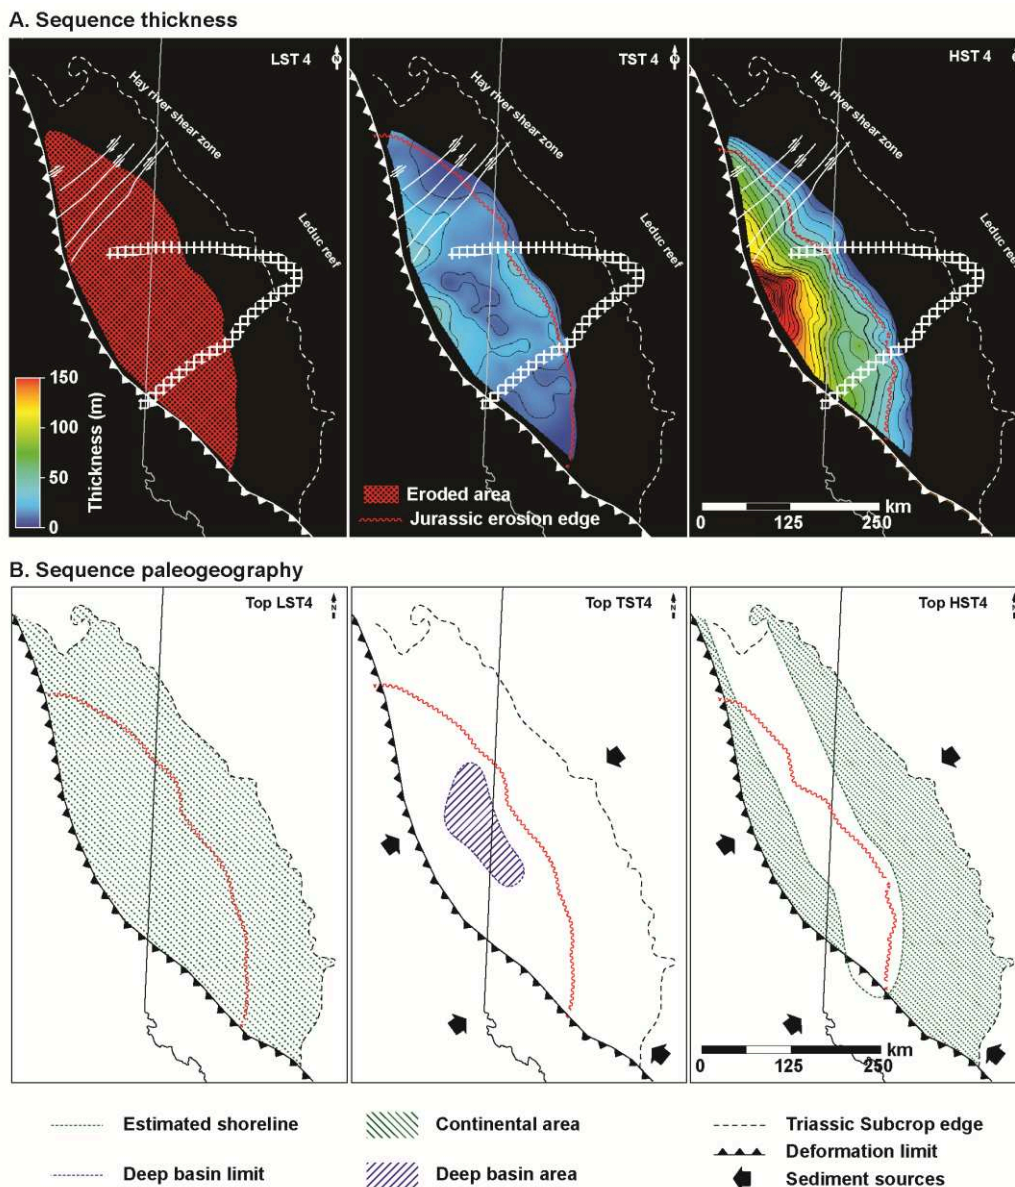 A. Sequence thickness
LST 4
N
Hay river shear zone
Leduc reef
150
100
50
0
Thickness (m)
TST 4
N
Hay river shear zone
Leduc reef
Eroded area
Jurassic erosion edge
HST 4
N
Hay river shear zone
Leduc reef
0 125 250 km
B. Sequence paleogeography
Top LST4
N
Top TST4
N
Top HST4
N
0 125 250 km
Estimated shoreline
Continental area
Triassic Subcrop edge
Deformation limit
Deep basin limit
Deep basin area
Sediment sources